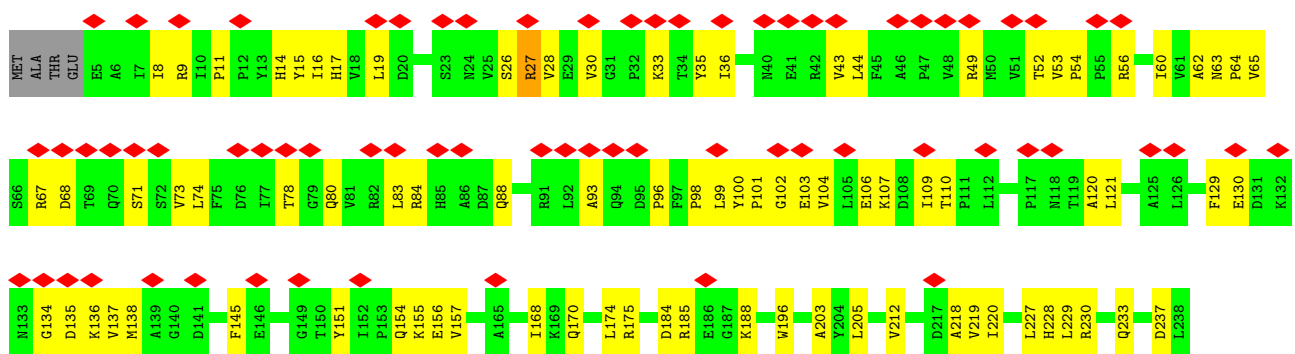 MET ALA THR GLU E5 A6 I7 I8 R9 I10 P11 P12 Y13 H14 Y15 I16 H17 V18 L19 D20 S23 N24 V25 S26 R27 V28 E29 V30 G31 P32 K33 T34 Y35 I36 N40 E41 R42 V43 L44 F45 A46 P47 V48 R49 M50 V51 T52 V53 P54 P55 R56 I60 V61 A62 N63 P64 V65
S66 R67 D68 T69 Q70 S71 S72 V73 L74 F75 D76 I77 T78 G79 Q80 V81 R82 L83 R84 H85 A86 D87 Q88 R91 L92 A93 Q94 D95 P96 F97 P98 L99 Y100 P101 G102 E103 V104 L105 E106 K107 D108 I109 T110 P111 L112 P117 N118 T119 A120 L121 A125 L126 F129 E130 D131 K132
N133 G134 D135 K136 V137 M138 A139 G140 D141 F145 E146 G149 T150 Y151 I152 P153 Q154 K155 E156 V157 A165 I168 K169 Q170 L174 R175 D184 R185 E186 G187 K188 W196 A203 Y204 L205 V212 D217 A218 V219 I220 L227 H228 L229 R230 Q233 D237 L238